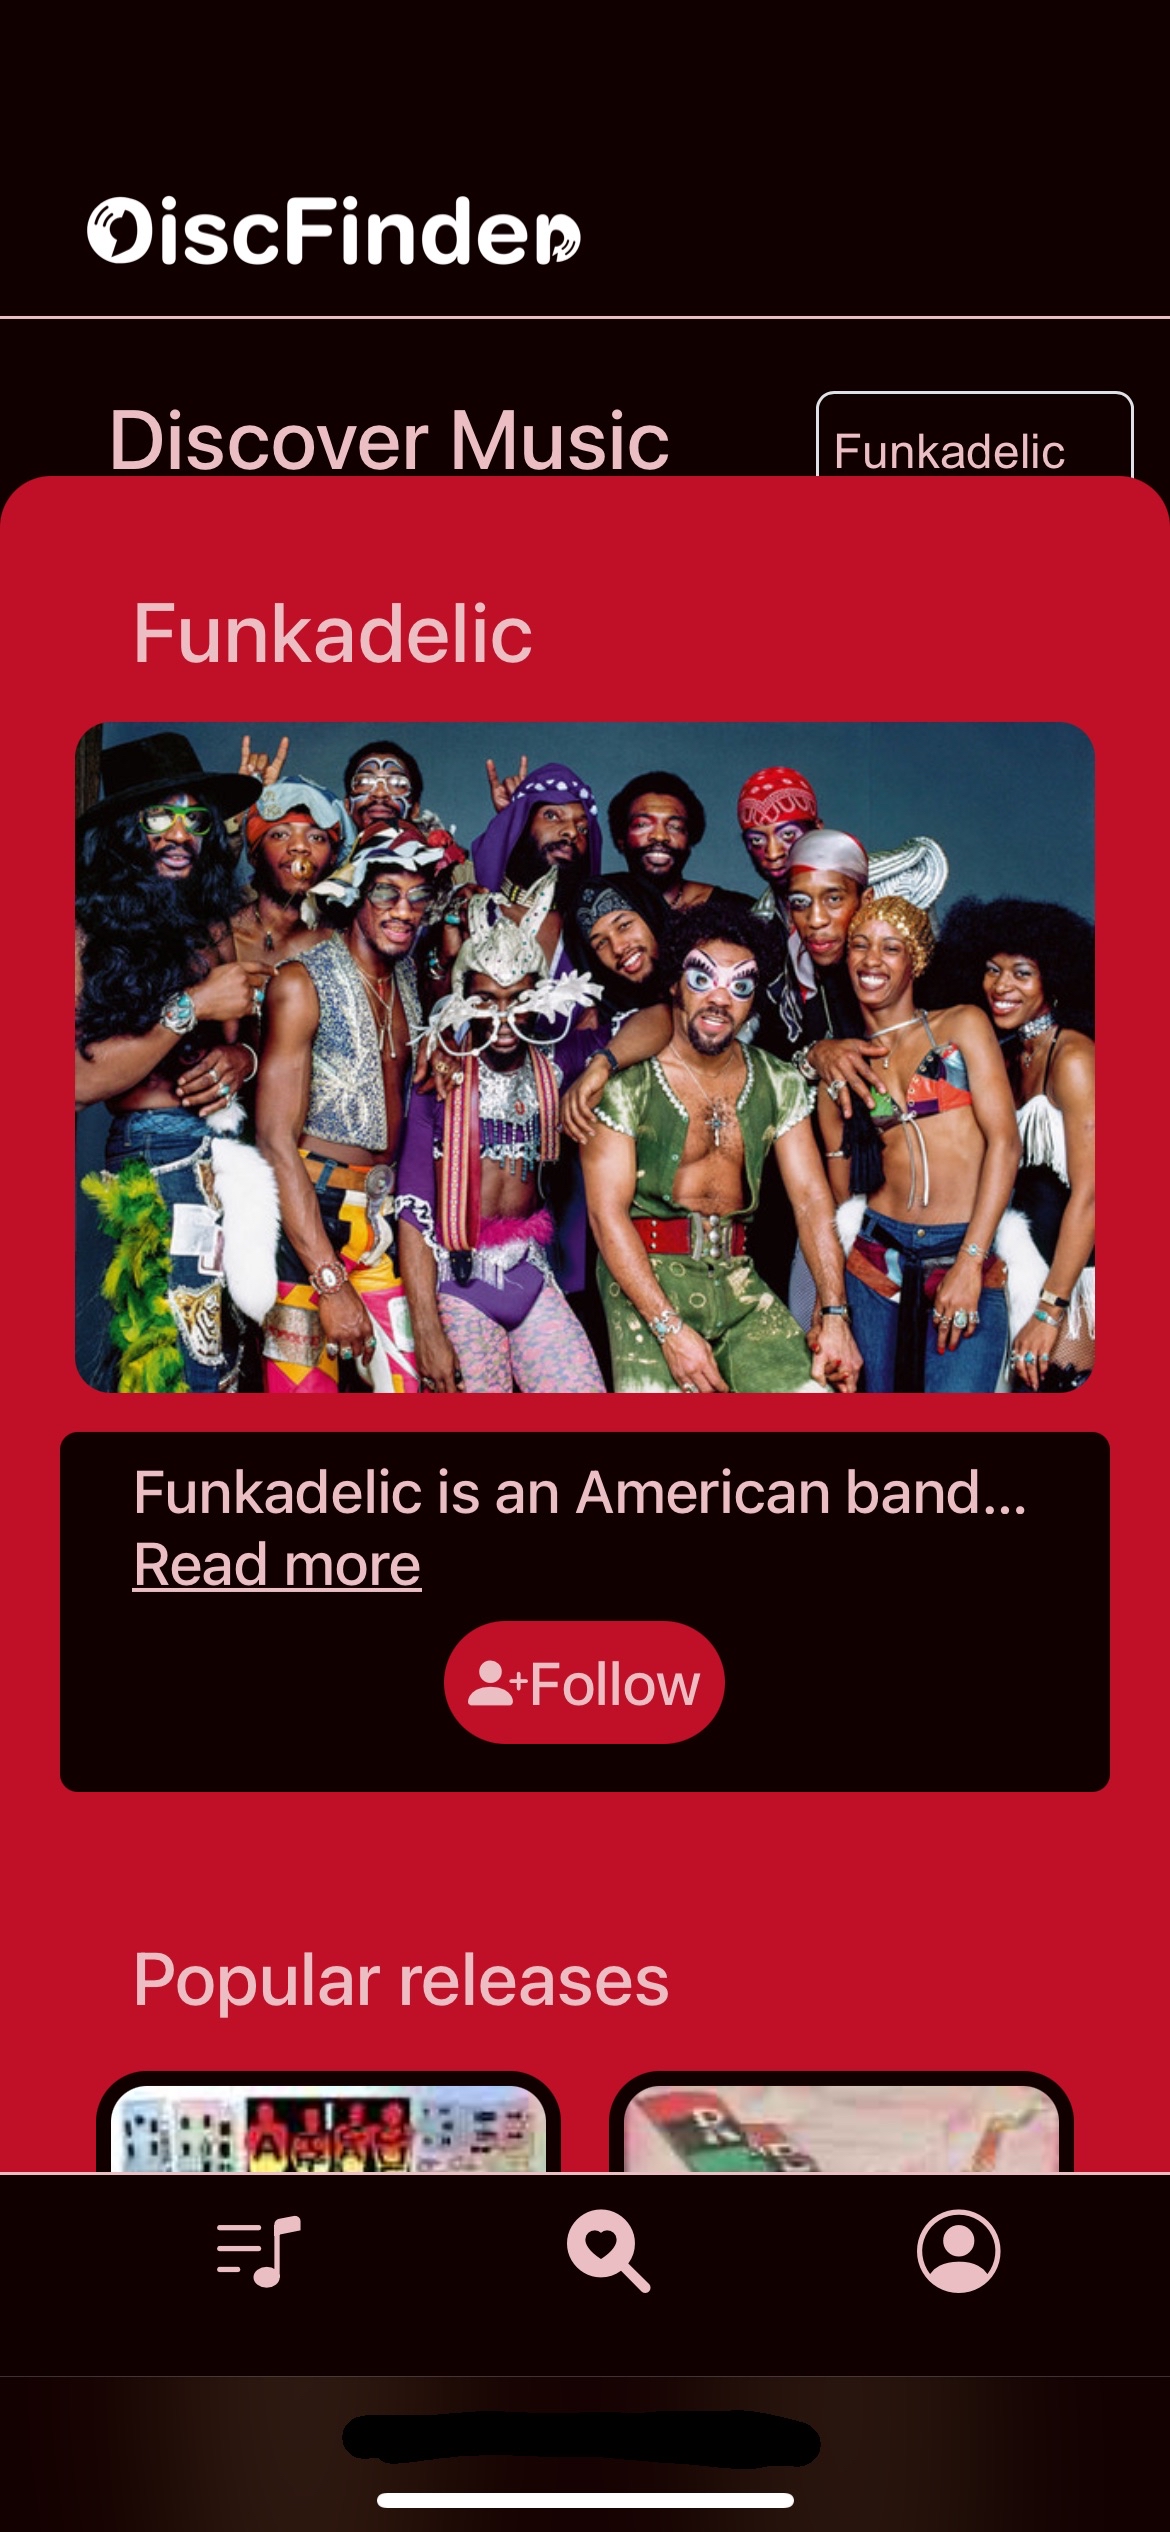 DiscFinder
Discover Music
Funkadelic
Funkadelic
Funkadelic is an American band...
Read more
Follow
Popular releases